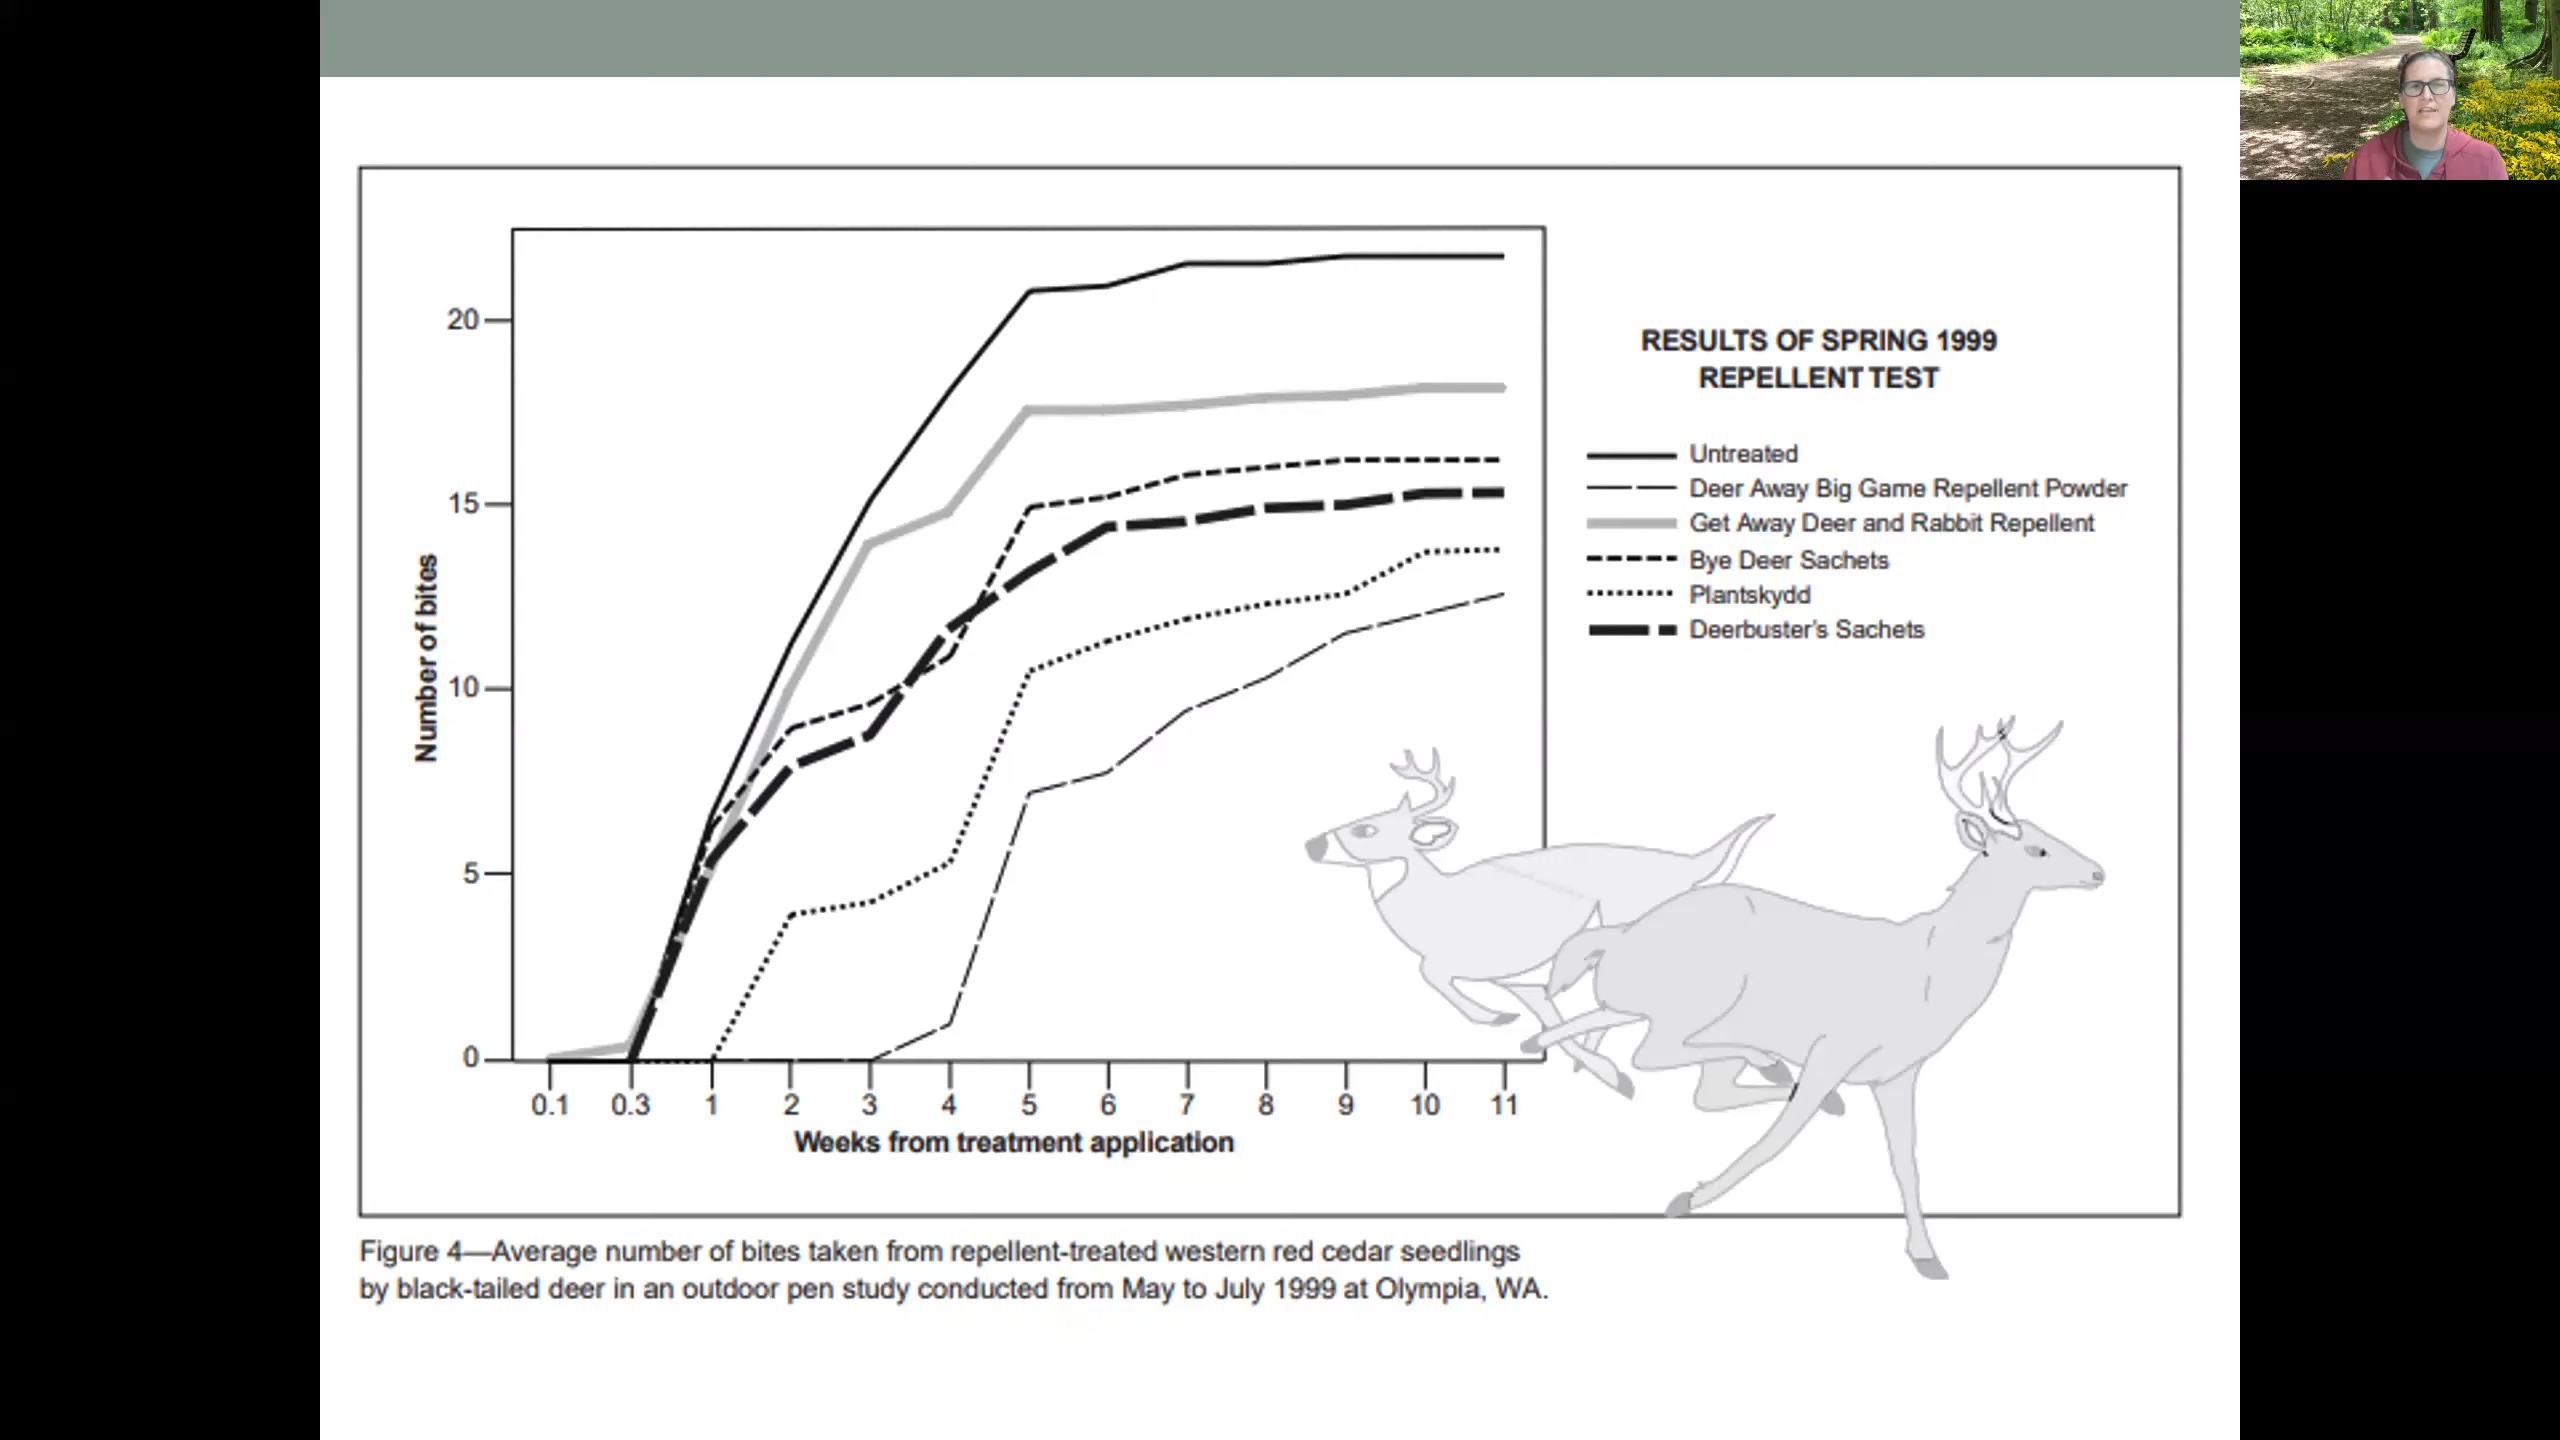 20
15
10
5
0
Number of bites
0.1 0.3 1 2 3 4 5 6 7 8 9 10 11
Weeks from treatment application
RESULTS OF SPRING 1999
REPELLENT TEST
Untreated
Deer Away Big Game Repellent Powder
Get Away Deer and Rabbit Repellent
Bye Deer Sachets
Plantskydd
Deerbuster's Sachets
Figure 4—Average number of bites taken from repellent-treated western red cedar seedlings
by black-tailed deer in an outdoor pen study conducted from May to July 1999 at Olympia, WA.